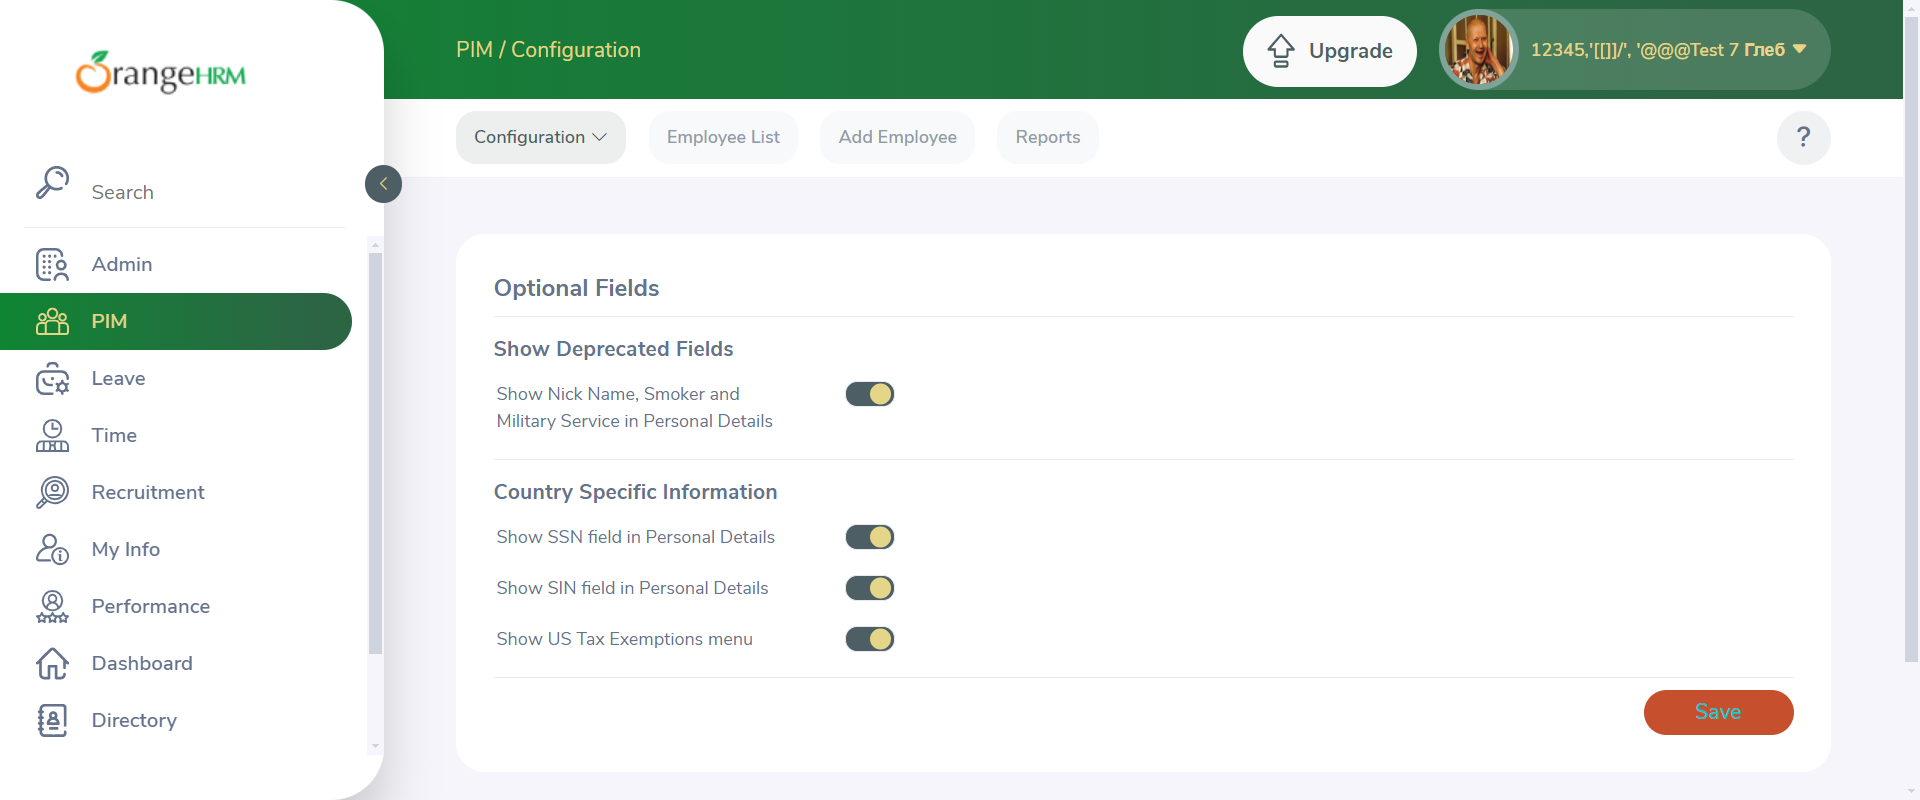 OrangeHRM
PIM / Configuration
Upgrade
12345,'[[]]/', '@@@Test 7 Глеб
Configuration
Employee List
Add Employee
Reports
?
Search
Admin
PIM
Leave
Time
Recruitment
My Info
Performance
Dashboard
Directory
Optional Fields
Show Deprecated Fields
Show Nick Name, Smoker and
Military Service in Personal Details
Country Specific Information
Show SSN field in Personal Details
Show SIN field in Personal Details
Show US Tax Exemptions menu
Save